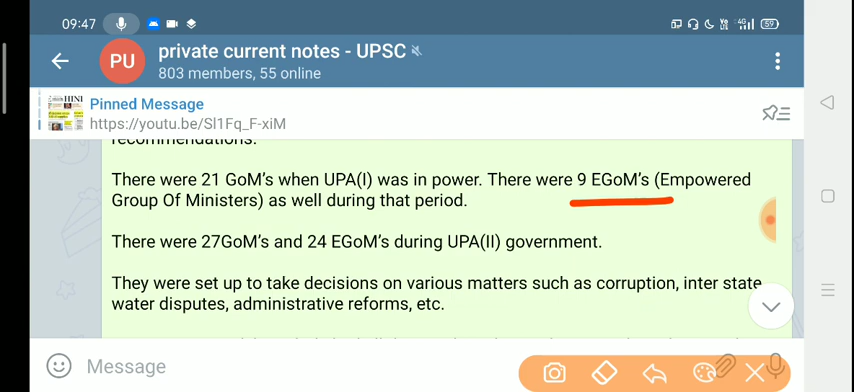 09:47
4G
59
PU
private current notes - UPSC
803 members, 55 online
Pinned Message
https://youtu.be/Sl1Fq_F-xiM
recommendations.
There were 21 GoM's when UPA(I) was in power. There were 9 EGoM's (Empowered
Group Of Ministers) as well during that period.
There were 27GoM's and 24 EGoM's during UPA(II) government.
They were set up to take decisions on various matters such as corruption, inter state
water disputes, administrative reforms, etc.
Message